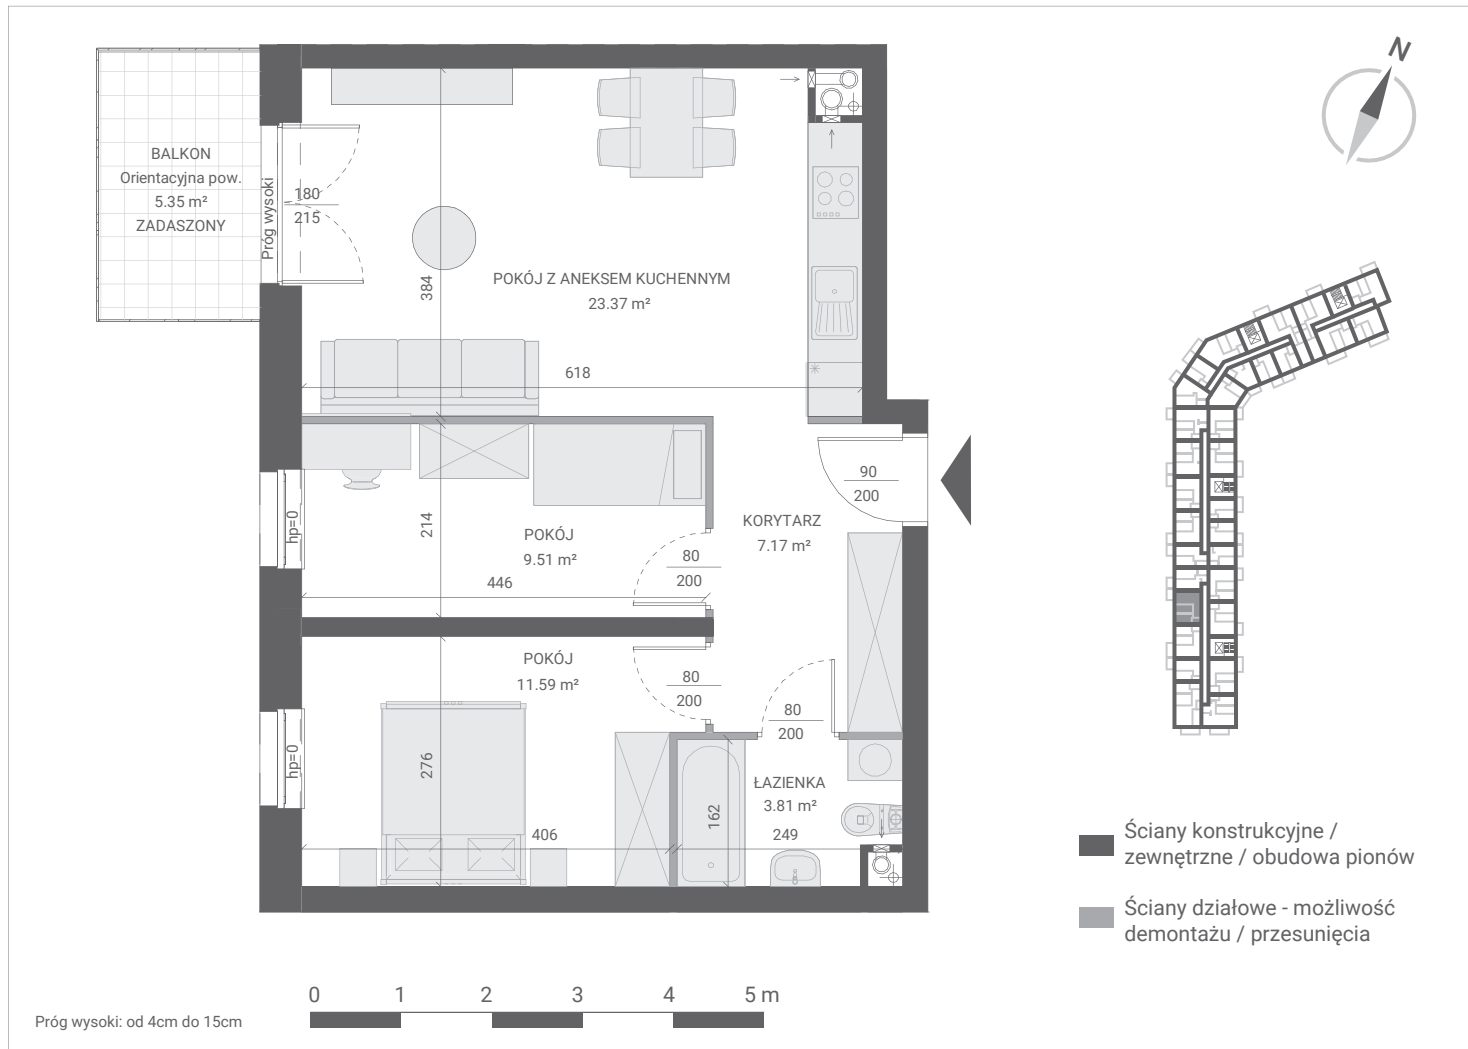 N
BALKON
Orientacyjna pow.
5.35 m²
ZADASZONY
Próg wysoki
180
215
384
POKÓJ Z ANEKSEM KUCHENNYM
23.37 m²
618
90
200
hp=0
214
POKÓJ
9.51 m²
446
80
200
KORYTARZ
7.17 m²
POKÓJ
11.59 m²
80
200
80
200
hp=0
276
406
162
ŁAZIENKA
3.81 m²
249
Ściany konstrukcyjne /
zewnętrzne / obudowa pionów
Ściany działowe - możliwość
demontażu / przesunięcia
0 1 2 3 4 5 m
Próg wysoki: od 4cm do 15cm